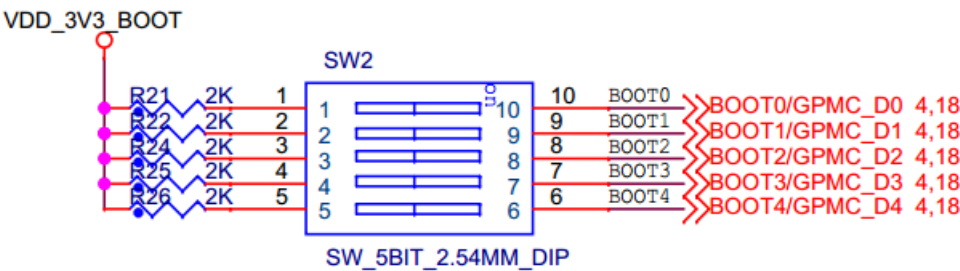 VDD_3V3_BOOT
SW2
on
R21 2K 1 1 10 10 BOOT0 BOOT0/GPMC_D0 4,18
R22 2K 2 2 9 9 BOOT1 BOOT1/GPMC_D1 4,18
R24 2K 3 3 8 8 BOOT2 BOOT2/GPMC_D2 4,18
R25 2K 4 4 7 7 BOOT3 BOOT3/GPMC_D3 4,18
R26 2K 5 5 6 6 BOOT4 BOOT4/GPMC_D4 4,18
SW_5BIT_2.54MM_DIP